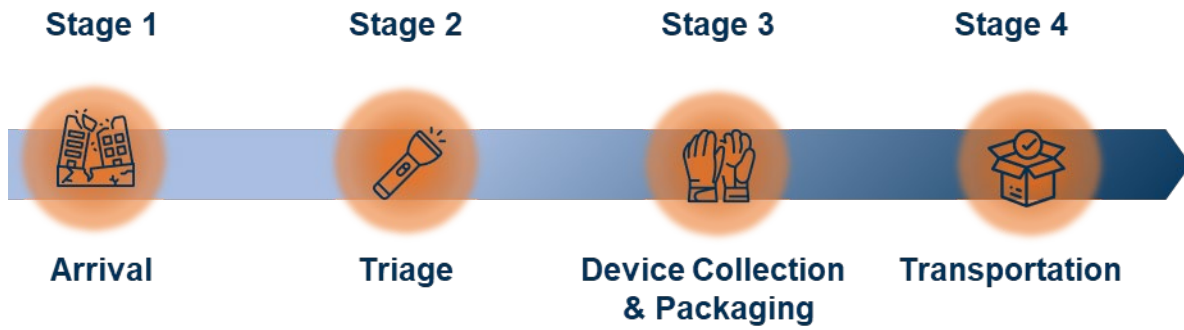 Stage 1
Stage 2
Stage 3
Stage 4
Arrival
Triage
Device Collection
& Packaging
Transportation